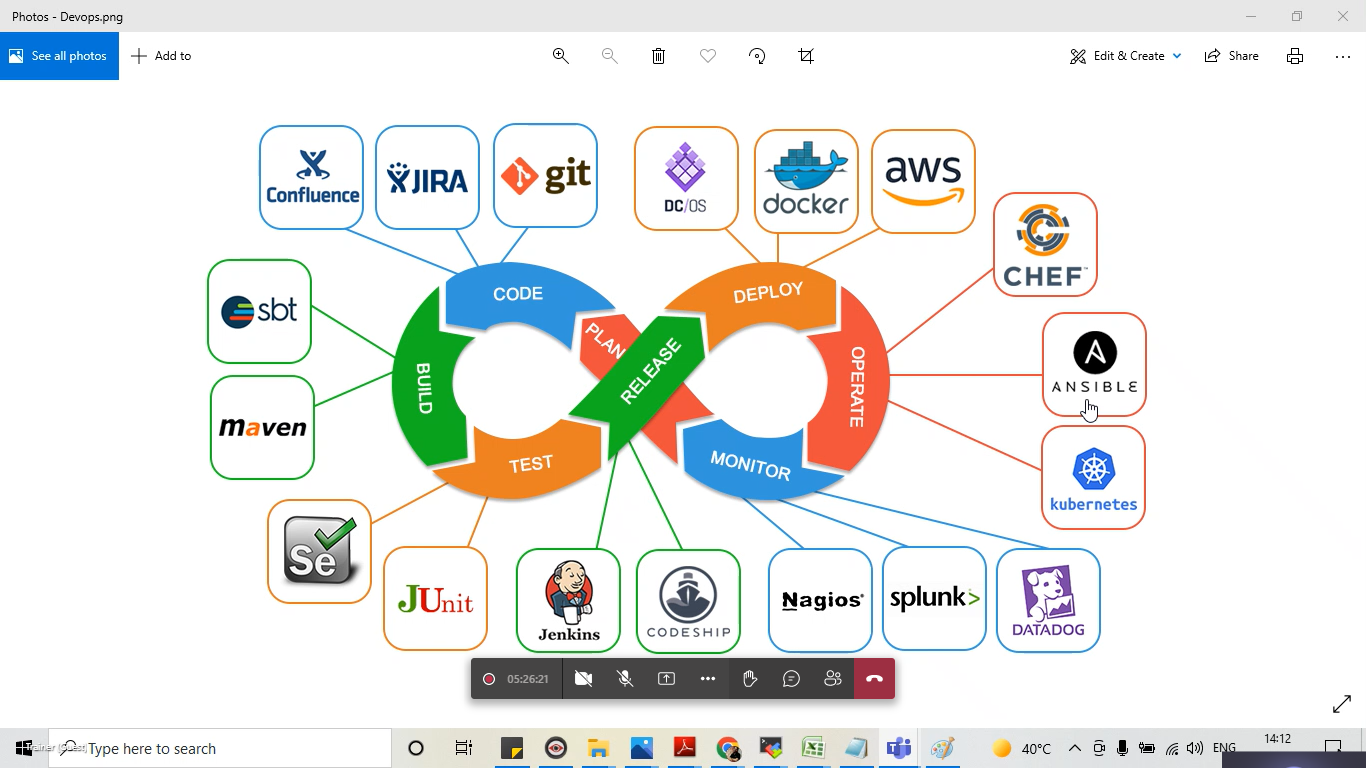 Photos - Devops.png
See all photos
Add to
Edit & Create
Share
Confluence
JIRA
git
DC/OS
docker
aws
CHEF
sbt
CODE
DEPLOY
PLAN
RELEASE
BUILD
OPERATE
ANSIBLE
maven
TEST
MONITOR
kubernetes
Se
JUnit
Jenkins
CODESHIP
Nagios
splunk>
DATADOG
05:26:21
Trainer (Guest)
Type here to search
40°C
ENG
14:12